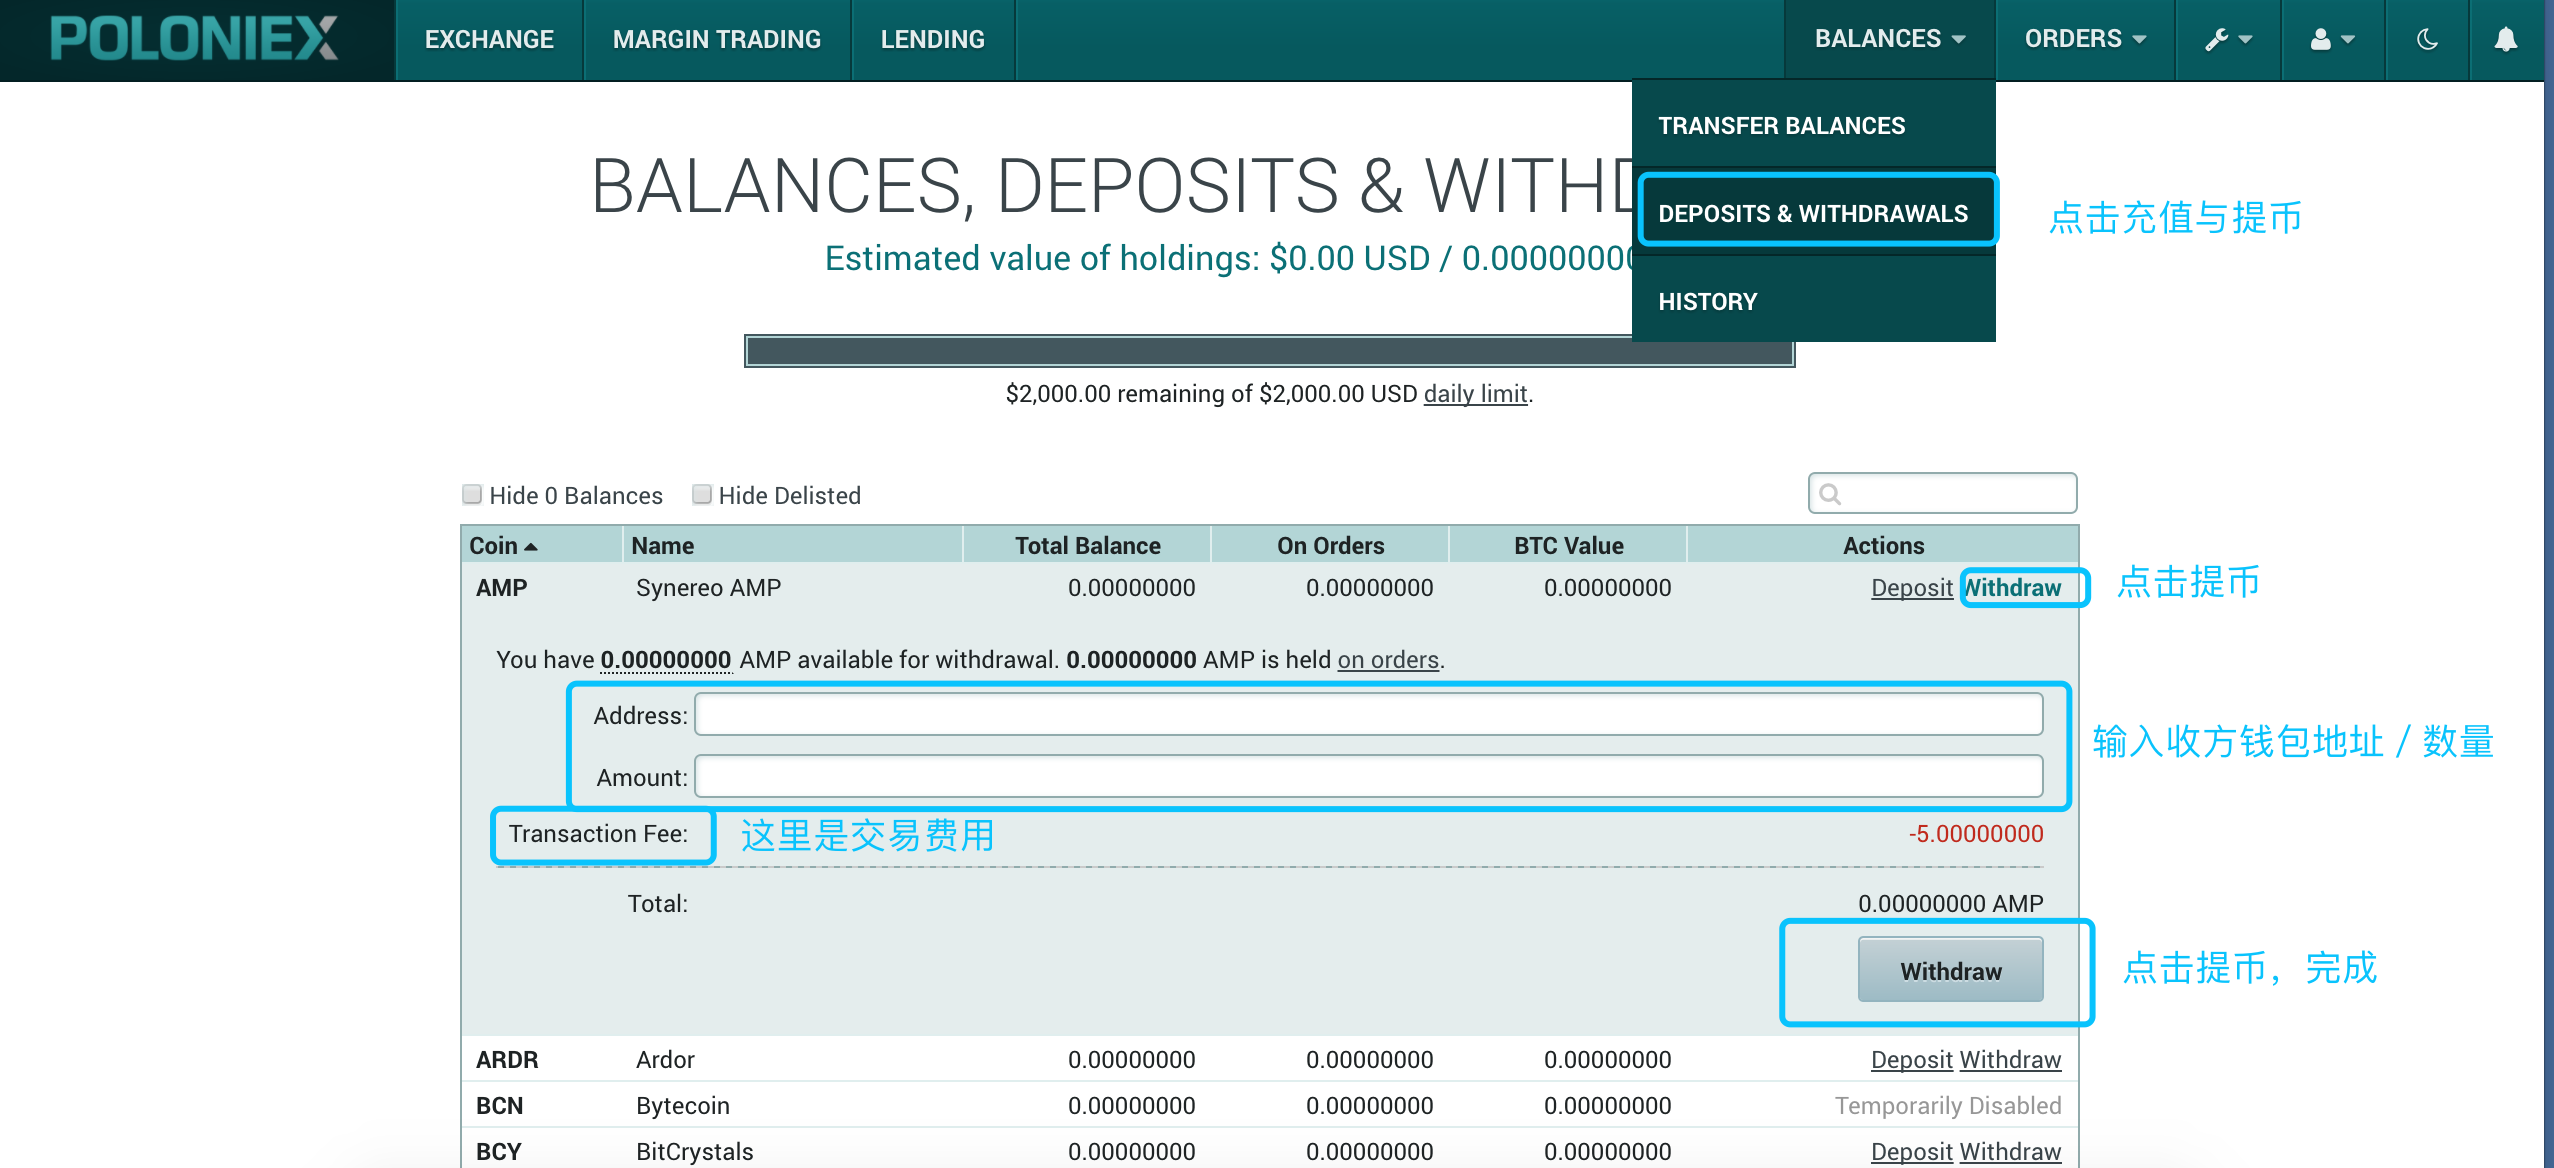 POLONIEX EXCHANGE MARGIN TRADING LENDING BALANCES ORDERS
TRANSFER BALANCES
BALANCES, DEPOSITS & WITHD
DEPOSITS & WITHDRAWALS 点击充值与提币
Estimated value of holdings: $0.00 USD / 0.0000000
HISTORY
$2,000.00 remaining of $2,000.00 USD daily limit.
Hide 0 Balances Hide Delisted
Coin Name Total Balance On Orders BTC Value Actions
AMP Synereo AMP 0.00000000 0.00000000 0.00000000 Deposit Withdraw 点击提币
You have 0.00000000 AMP available for withdrawal. 0.00000000 AMP is held on orders.
Address:
输入收方钱包地址 / 数量
Amount:
Transaction Fee: 这里是交易费用 -5.00000000
Total: 0.00000000 AMP
Withdraw 点击提币，完成
ARDR Ardor 0.00000000 0.00000000 0.00000000 Deposit Withdraw
BCN Bytecoin 0.00000000 0.00000000 0.00000000 Temporarily Disabled
BCY BitCrystals 0.00000000 0.00000000 0.00000000 Deposit Withdraw